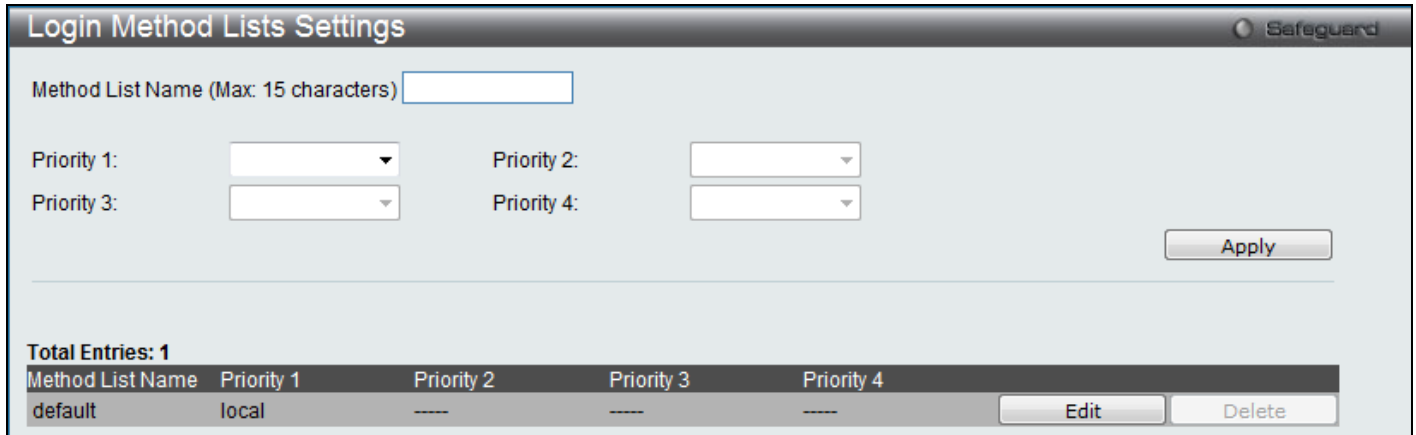 Login Method Lists Settings
Safeguard
Method List Name (Max: 15 characters)
Priority 1:
Priority 2:
Priority 3:
Priority 4:
Apply
Total Entries: 1
Method List Name Priority 1 Priority 2 Priority 3 Priority 4
default local ----- ----- ----- Edit Delete